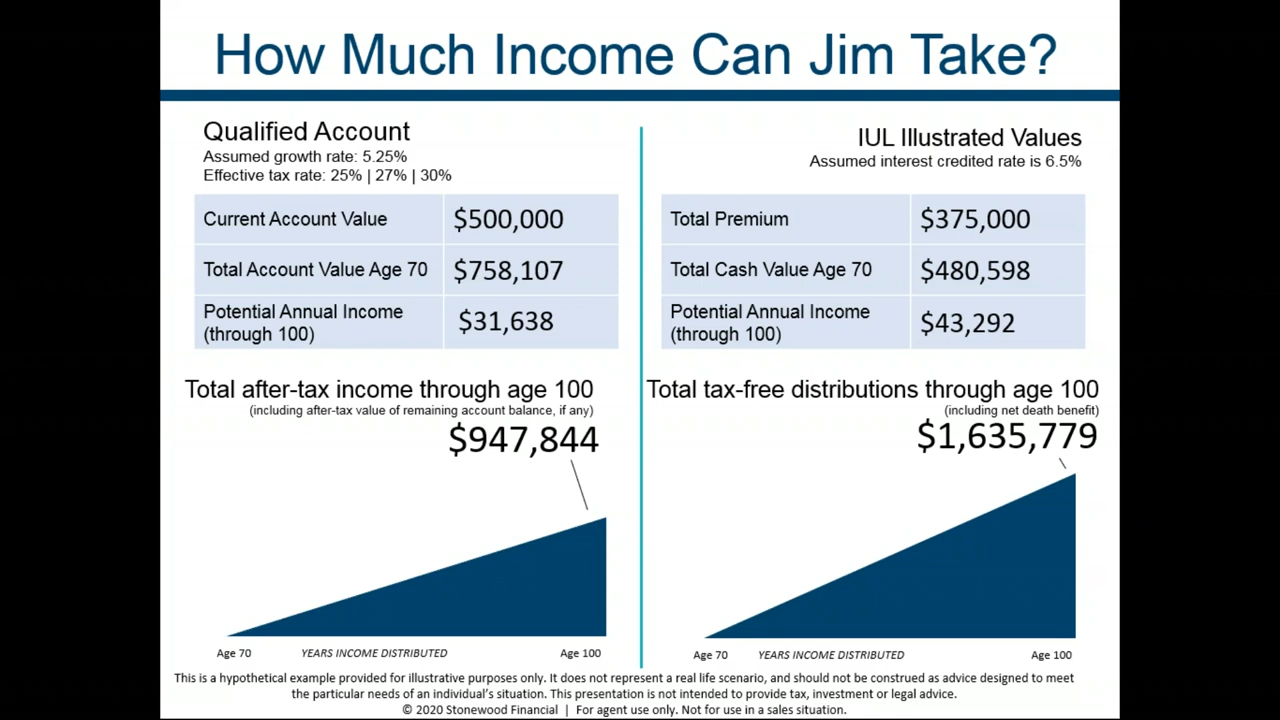 How Much Income Can Jim Take?
Qualified Account
Assumed growth rate: 5.25%
Effective tax rate: 25% | 27% | 30%
Current Account Value $500,000
Total Account Value Age 70 $758,107
Potential Annual Income
(through 100) $31,638
Total after-tax income through age 100
(including after-tax value of remaining account balance, if any)
$947,844
Age 70 YEARS INCOME DISTRIBUTED Age 100
IUL Illustrated Values
Assumed interest credited rate is 6.5%
Total Premium $375,000
Total Cash Value Age 70 $480,598
Potential Annual Income
(through 100) $43,292
Total tax-free distributions through age 100
(including net death benefit)
$1,635,779
Age 70 YEARS INCOME DISTRIBUTED Age 100
This is a hypothetical example provided for illustrative purposes only. It does not represent a real life scenario, and should not be construed as advice designed to meet
the particular needs of an individual's situation. This presentation is not intended to provide tax, investment or legal advice.
© 2020 Stonewood Financial | For agent use only. Not for use in a sales situation.